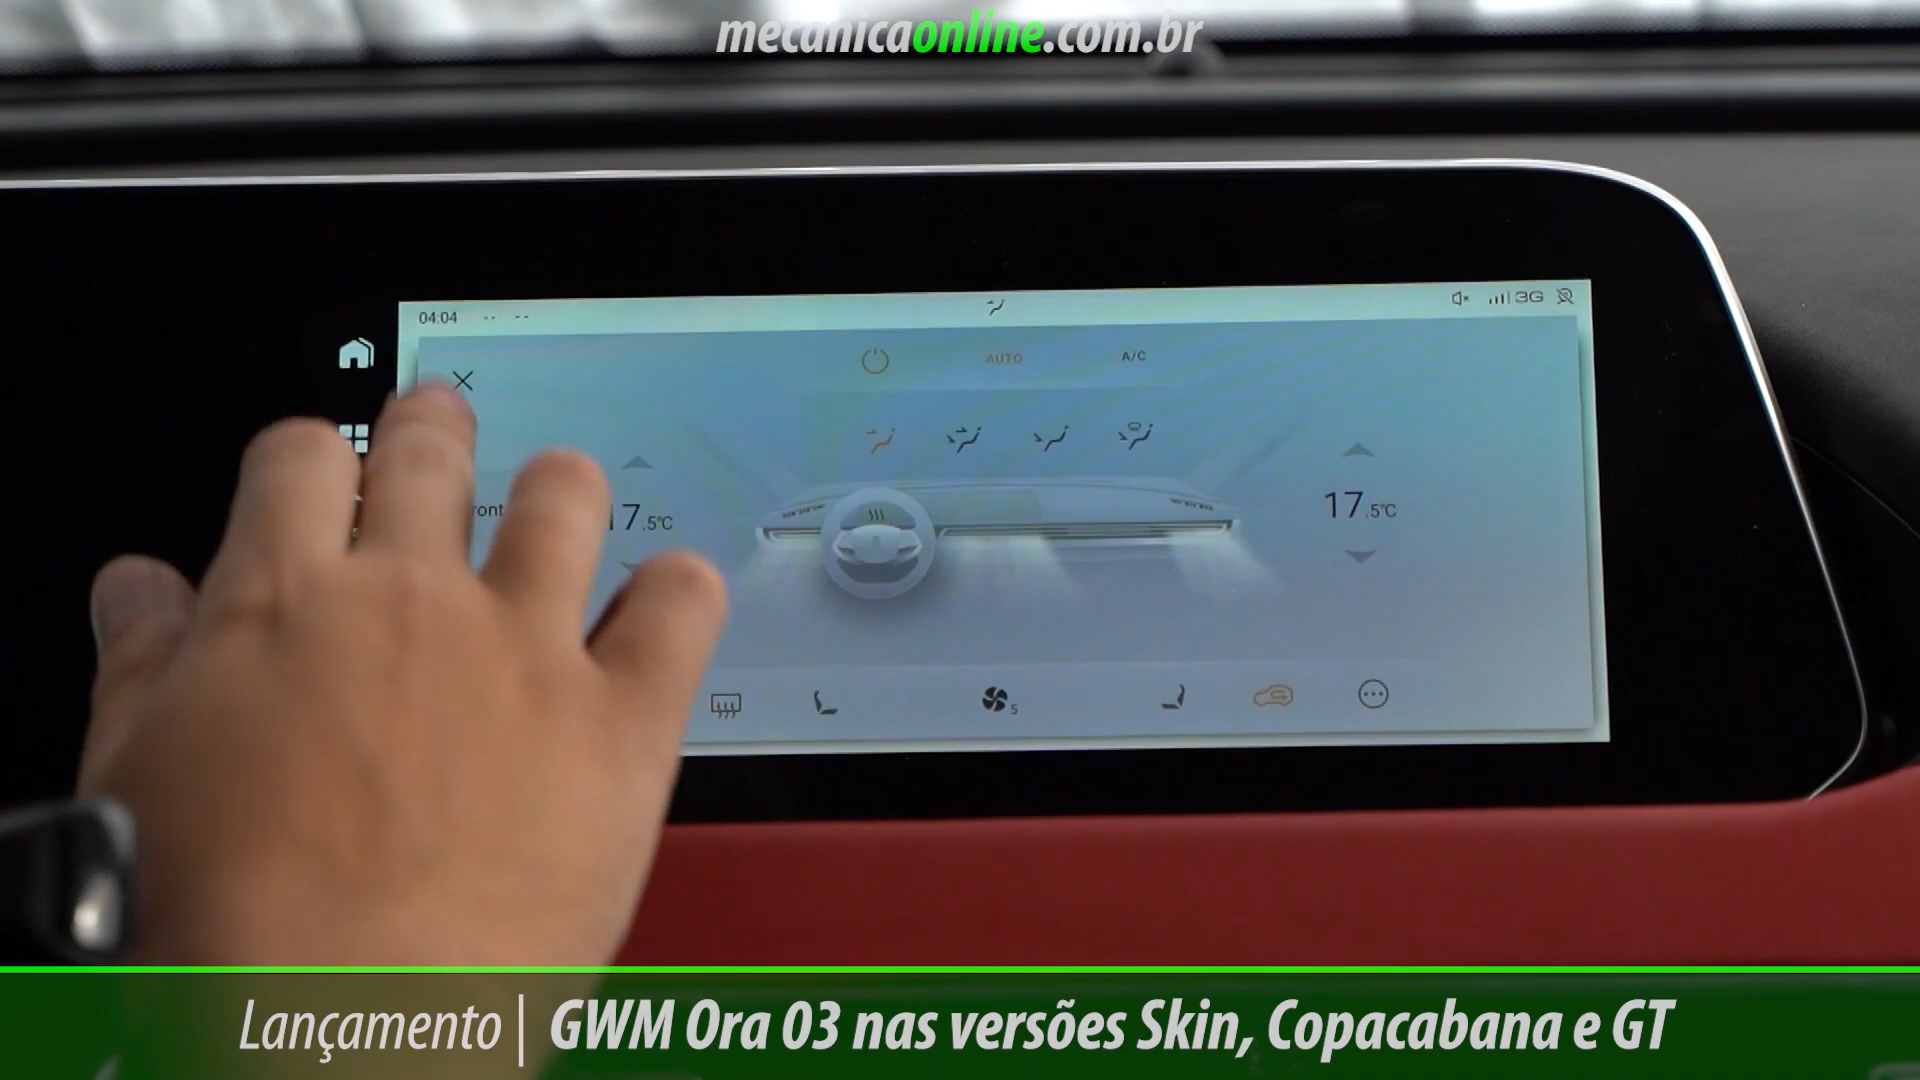 mecanicaonline.com.br
04:04 -- --
3G
AUTO A/C
ront
17.5℃
17.5℃
5
Lançamento | GWM Ora 03 nas versões Skin, Copacabana e GT